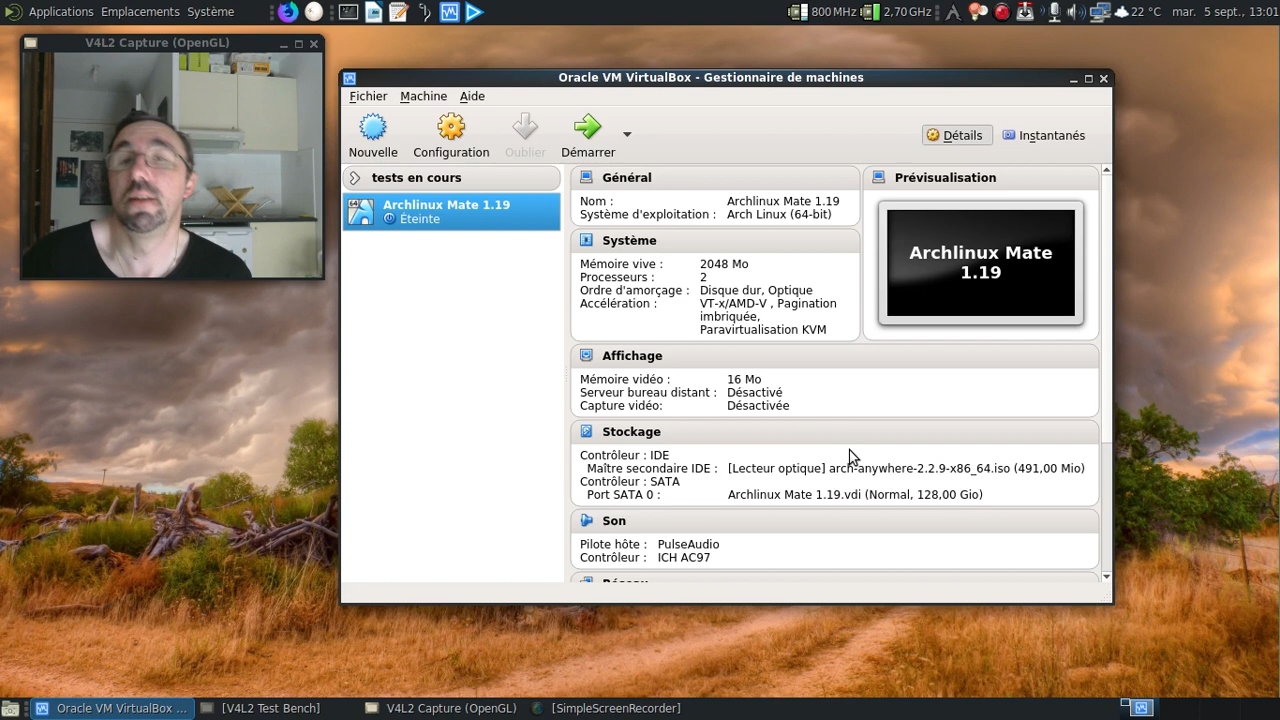 Applications Emplacements Système
800 MHz 2,70 GHz 22 °C mar. 5 sept., 13:01
V4L2 Capture (OpenGL)
Oracle VM VirtualBox - Gestionnaire de machines
Fichier Machine Aide
Nouvelle Configuration Oublier Démarrer
Détails Instantanés
tests en cours
64 Archlinux Mate 1.19
Éteinte
Général
Nom : Archlinux Mate 1.19
Système d'exploitation : Arch Linux (64-bit)
Système
Mémoire vive : 2048 Mo
Processeurs : 2
Ordre d'amorçage : Disque dur, Optique
Accélération : VT-x/AMD-V , Pagination
imbriquée,
Paravirtualisation KVM
Prévisualisation
Archlinux Mate
1.19
Affichage
Mémoire vidéo : 16 Mo
Serveur bureau distant : Désactivé
Capture vidéo: Désactivée
Stockage
Contrôleur : IDE
Maître secondaire IDE : [Lecteur optique] arch-anywhere-2.2.9-x86_64.iso (491,00 Mio)
Contrôleur : SATA
Port SATA 0 : Archlinux Mate 1.19.vdi (Normal, 128,00 Gio)
Son
Pilote hôte : PulseAudio
Contrôleur : ICH AC97
Réseau
Oracle VM VirtualBox ... [V4L2 Test Bench] V4L2 Capture (OpenGL) [SimpleScreenRecorder]